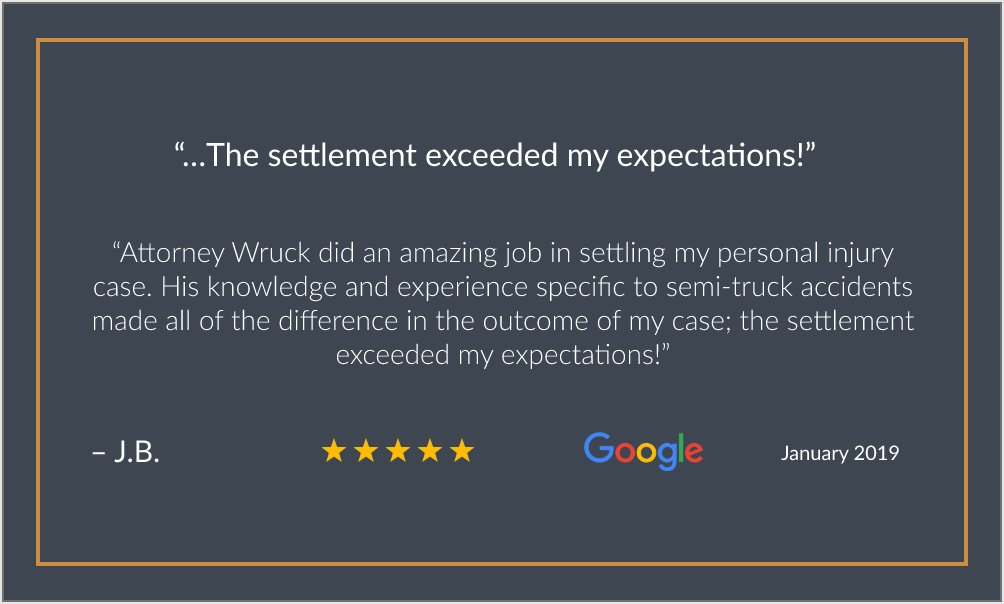 “...The settlement exceeded my expectations!”
“Attorney Wruck did an amazing job in settling my personal injury
case. His knowledge and experience specific to semi-truck accidents
made all of the difference in the outcome of my case; the settlement
exceeded my expectations!”
– J.B. Google January 2019